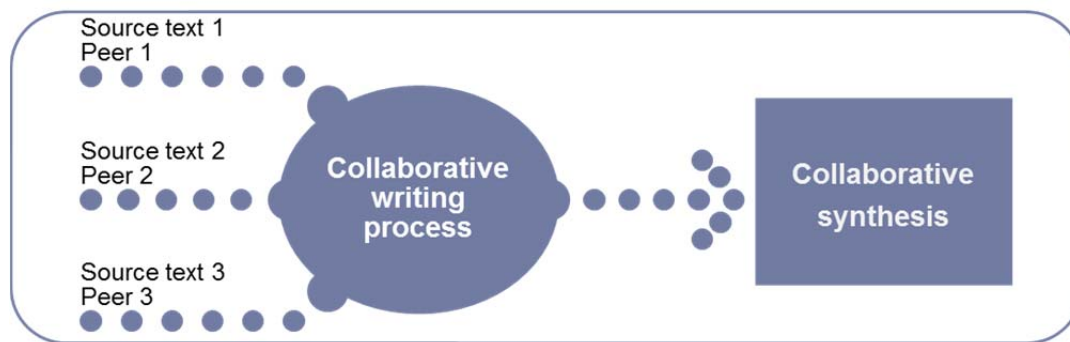 Source text 1
Peer 1
Source text 2
Peer 2
Source text 3
Peer 3
Collaborative
writing
process
Collaborative
synthesis